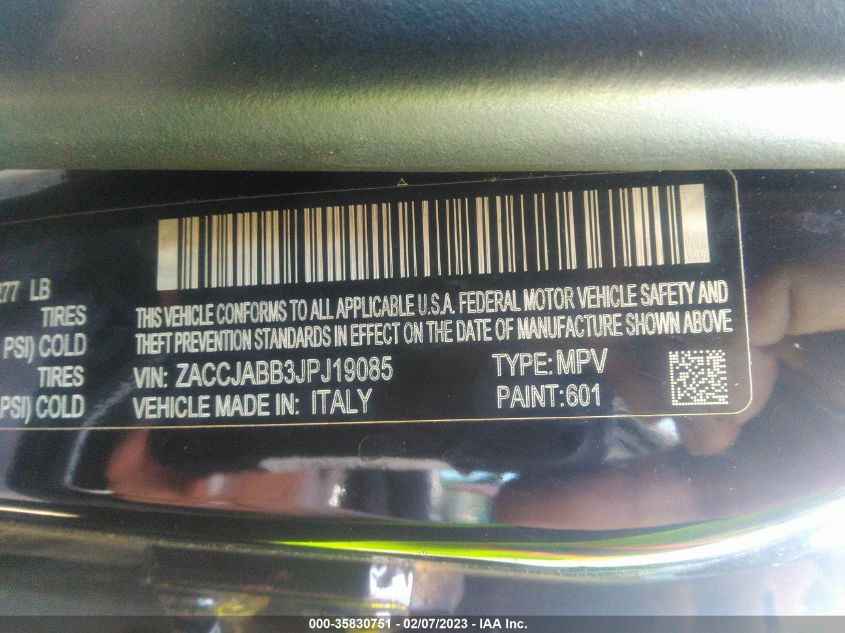 277 LB
TIRES
PSI) COLD
TIRES
PSI) COLD
THIS VEHICLE CONFORMS TO ALL APPLICABLE U.S.A. FEDERAL MOTOR VEHICLE SAFETY AND
THEFT PREVENTION STANDARDS IN EFFECT ON THE DATE OF MANUFACTURE SHOWN ABOVE
VIN: ZACCJABB3JPJ19085 TYPE: MPV
VEHICLE MADE IN: ITALY PAINT:601
000-35830751 - 02/07/2023 - IAA Inc.